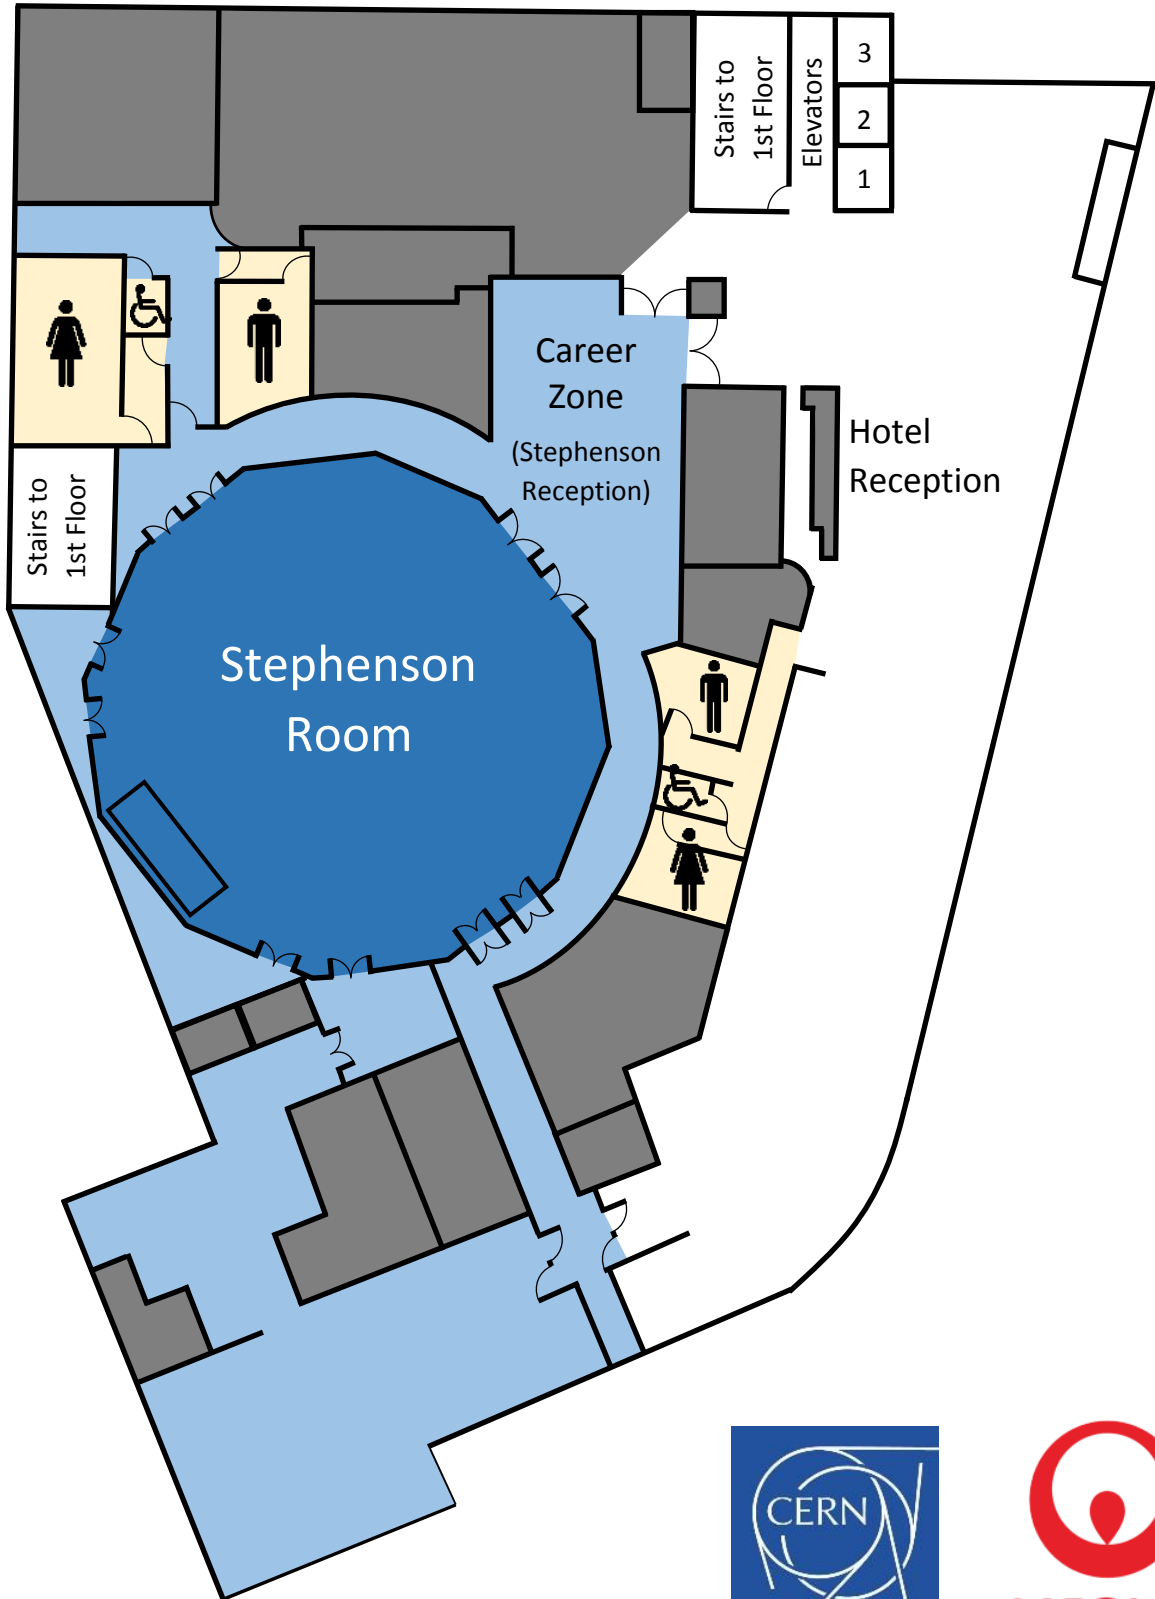 Stairs to
1st Floor
Elevators
3
2
1
Career
Zone
(Stephenson
Reception)
Hotel
Reception
Stairs to
1st Floor
Stephenson
Room
CERN